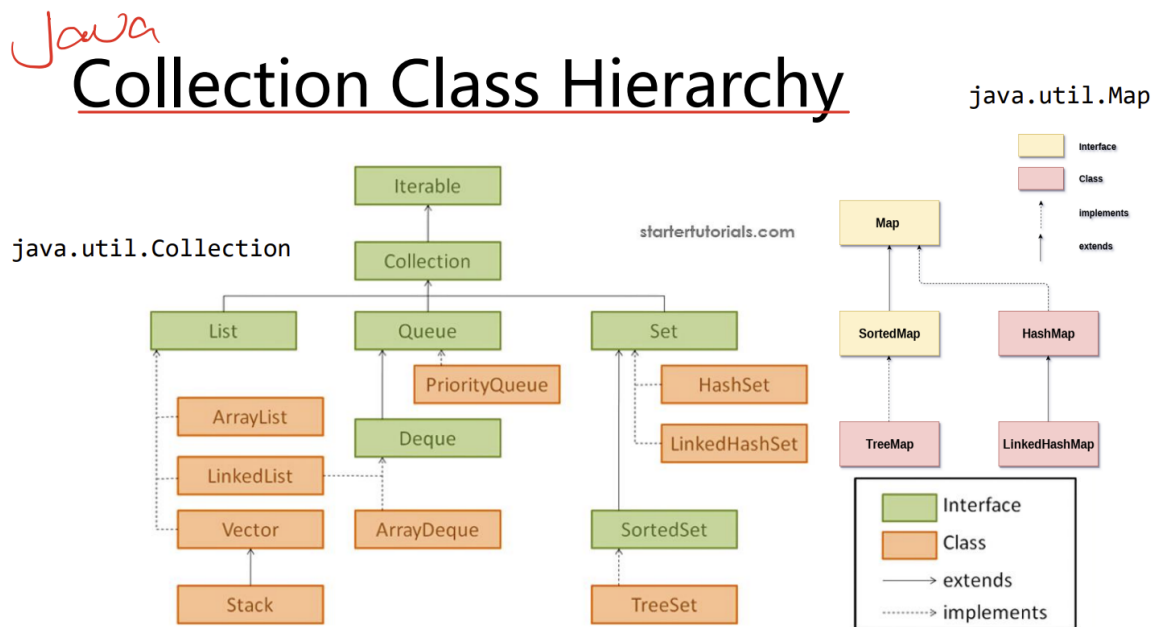 Java
Collection Class Hierarchy
java.util.Map
Interface
Class
implements
extends
java.util.Collection
startertutorials.com
Iterable
Collection
List
Queue
Set
PriorityQueue
HashSet
ArrayList
Deque
LinkedHashSet
LinkedList
Vector
ArrayDeque
SortedSet
Stack
TreeSet
Map
SortedMap
HashMap
TreeMap
LinkedHashMap
Interface
Class
extends
implements